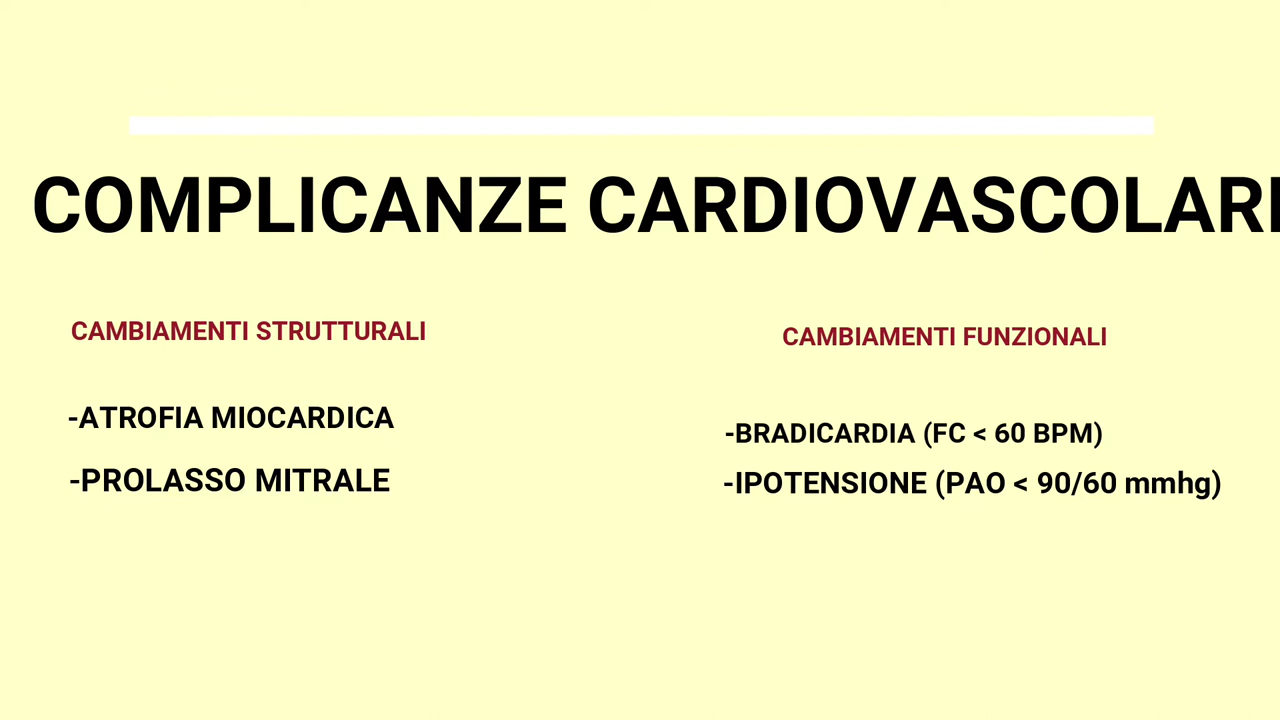 COMPLICANZE CARDIOVASCOLARI
CAMBIAMENTI STRUTTURALI
-ATROFIA MIOCARDICA
-PROLASSO MITRALE
CAMBIAMENTI FUNZIONALI
-BRADICARDIA (FC < 60 BPM)
-IPOTENSIONE (PAO < 90/60 mmhg)